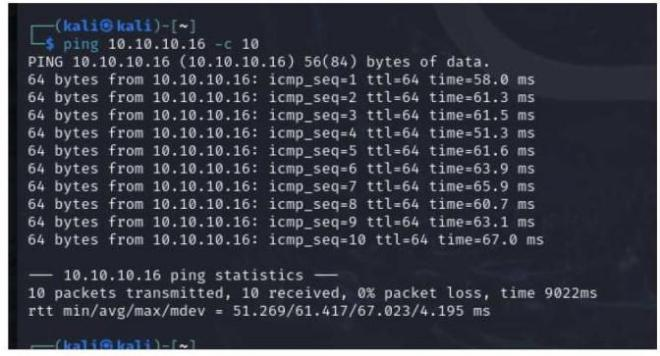 ┌──(kali㉿kali)-[~]
└─$ ping 10.10.10.16 -c 10
PING 10.10.10.16 (10.10.10.16) 56(84) bytes of data.
64 bytes from 10.10.10.16: icmp_seq=1 ttl=64 time=58.0 ms
64 bytes from 10.10.10.16: icmp_seq=2 ttl=64 time=61.3 ms
64 bytes from 10.10.10.16: icmp_seq=3 ttl=64 time=61.5 ms
64 bytes from 10.10.10.16: icmp_seq=4 ttl=64 time=51.3 ms
64 bytes from 10.10.10.16: icmp_seq=5 ttl=64 time=61.6 ms
64 bytes from 10.10.10.16: icmp_seq=6 ttl=64 time=63.9 ms
64 bytes from 10.10.10.16: icmp_seq=7 ttl=64 time=65.9 ms
64 bytes from 10.10.10.16: icmp_seq=8 ttl=64 time=60.7 ms
64 bytes from 10.10.10.16: icmp_seq=9 ttl=64 time=63.1 ms
64 bytes from 10.10.10.16: icmp_seq=10 ttl=64 time=67.0 ms

--- 10.10.10.16 ping statistics ---
10 packets transmitted, 10 received, 0% packet loss, time 9022ms
rtt min/avg/max/mdev = 51.269/61.417/67.023/4.195 ms

┌──(kali㉿kali)-[~]